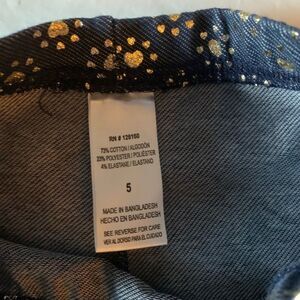 RN # 129160
73% COTTON / ALGODÓN
23% POLYESTER / POLIÉSTER
4% ELASTANE / ELASTANO
5
MADE IN BANGLADESH
HECHO EN BANGLADESH
SEE REVERSE FOR CARE
VER AL DORSO PARA EL CUIDADO